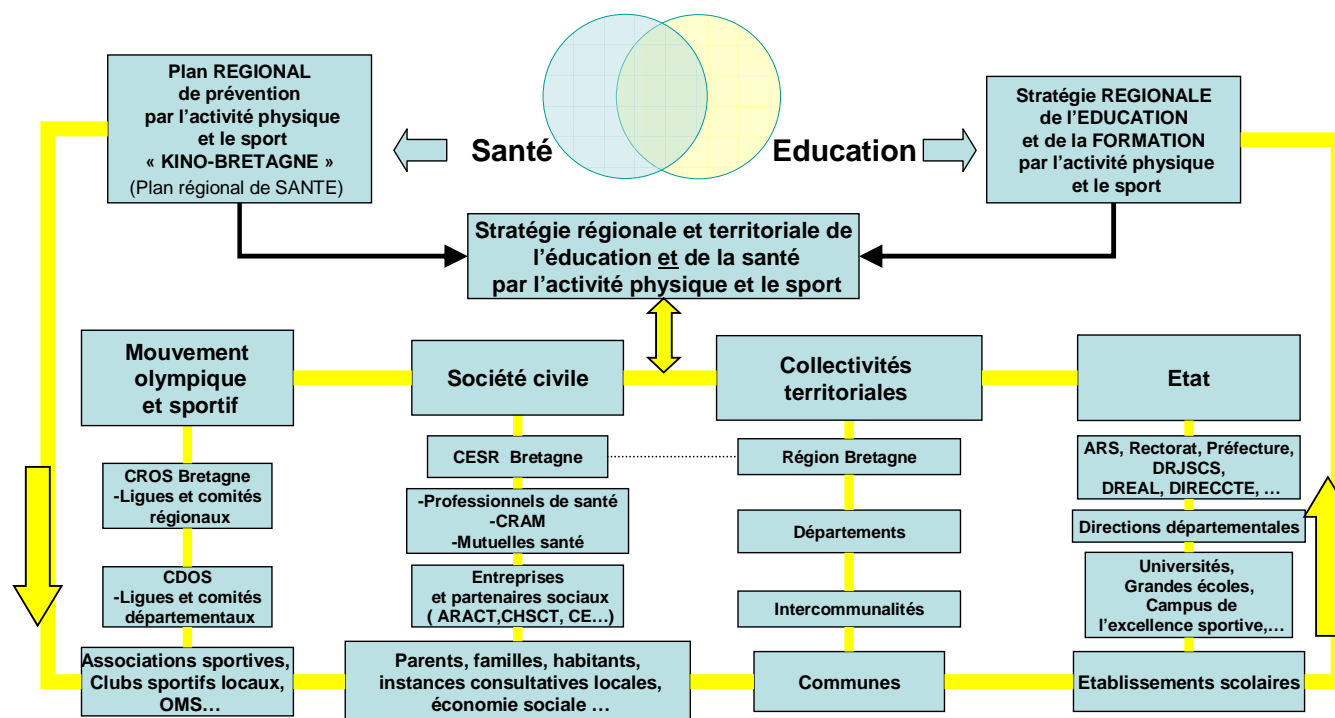 Plan REGIONAL
de prévention
par l’activité physique
et le sport
« KINO-BRETAGNE »
(Plan régional de SANTE)
Santé
Education
Stratégie REGIONALE
de l’EDUCATION
et de la FORMATION
par l’activité physique
et le sport
Stratégie régionale et territoriale de
l’éducation et de la santé
par l’activité physique et le sport
Mouvement
olympique
et sportif
Société civile
Collectivités
territoriales
Etat
CROS Bretagne
-Ligues et comités
régionaux
CDOS
-Ligues et comités
départementaux
Associations sportives,
Clubs sportifs locaux,
OMS…
CESR Bretagne
-Professionnels de santé
-CRAM
-Mutuelles santé
Entreprises
et partenaires sociaux
( ARACT,CHSCT, CE…)
Parents, familles, habitants,
instances consultatives locales,
économie sociale …
Région Bretagne
Départements
Intercommunalités
Communes
ARS, Rectorat, Préfecture,
DRJSCS,
DREAL, DIRECCTE, …
Directions départementales
Universités,
Grandes écoles,
Campus de
l’excellence sportive,…
Etablissements scolaires